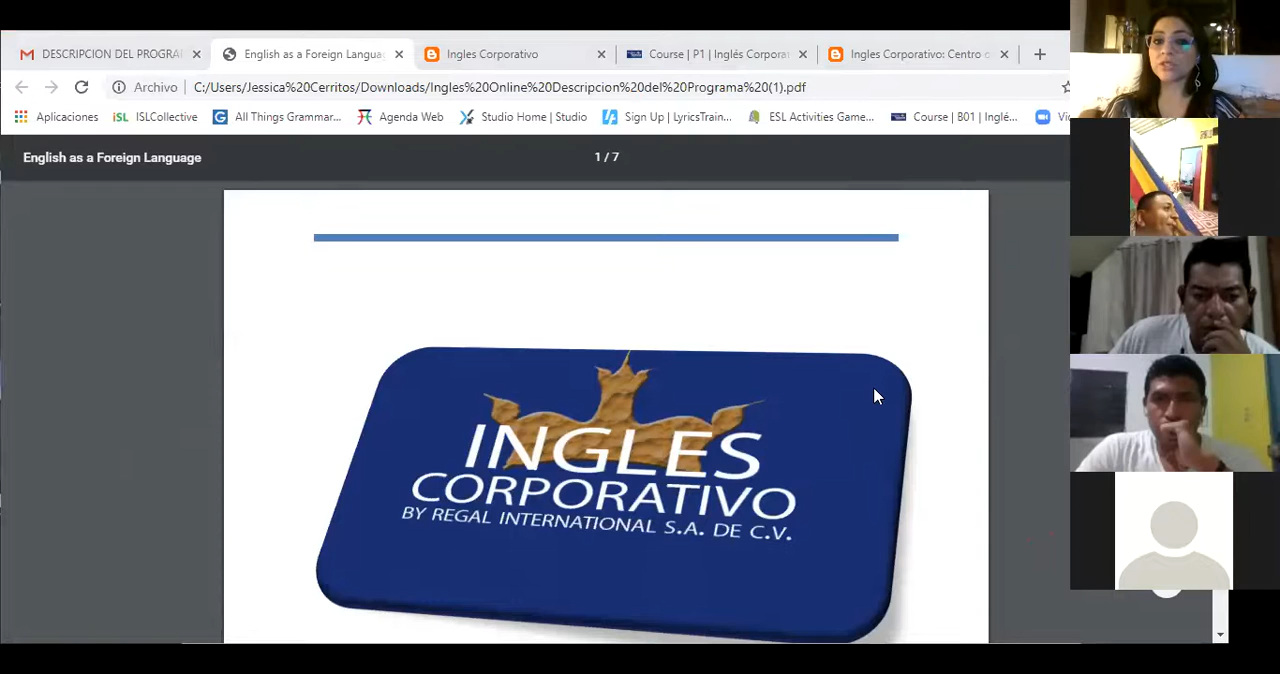 DESCRIPCION DEL PROGRA
English as a Foreign Langua
Ingles Corporativo
Course | P1 | Inglés Corpora
Ingles Corporativo: Centro
Archivo
C:/Users/Jessica%20Cerritos/Downloads/Ingles%20Online%20Descripcion%20del%20Programa%20(1).pdf
Aplicaciones
ISLCollective
All Things Grammar...
Agenda Web
Studio Home | Studio
Sign Up | LyricsTrain...
ESL Activities Game...
Course | B01 | Inglé...
English as a Foreign Language
1 / 7
INGLES
CORPORATIVO
BY REGAL INTERNATIONAL S.A. DE C.V.